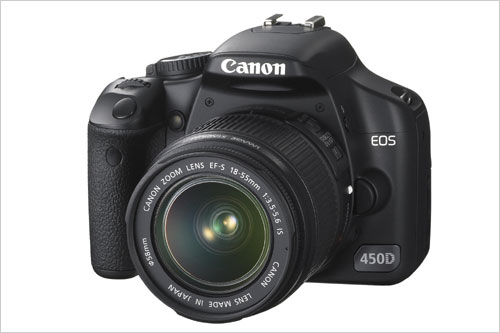 Canon
EOS
CANON ZOOM LENS EF-S 18-55mm 1:3.5-5.6 IS
ø58mm
CANON
LENS MADE IN JAPAN
450D